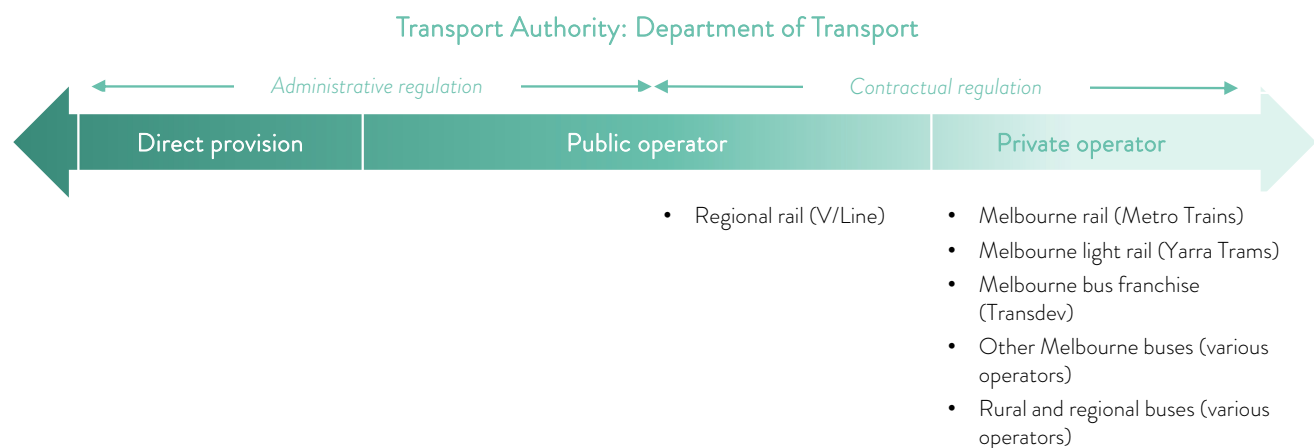 Transport Authority: Department of Transport
Administrative regulation
Contractual regulation
Direct provision
Public operator
Private operator
• Regional rail (V/Line)
• Melbourne rail (Metro Trains)
• Melbourne light rail (Yarra Trams)
• Melbourne bus franchise
(Transdev)
• Other Melbourne buses (various
operators)
• Rural and regional buses (various
operators)